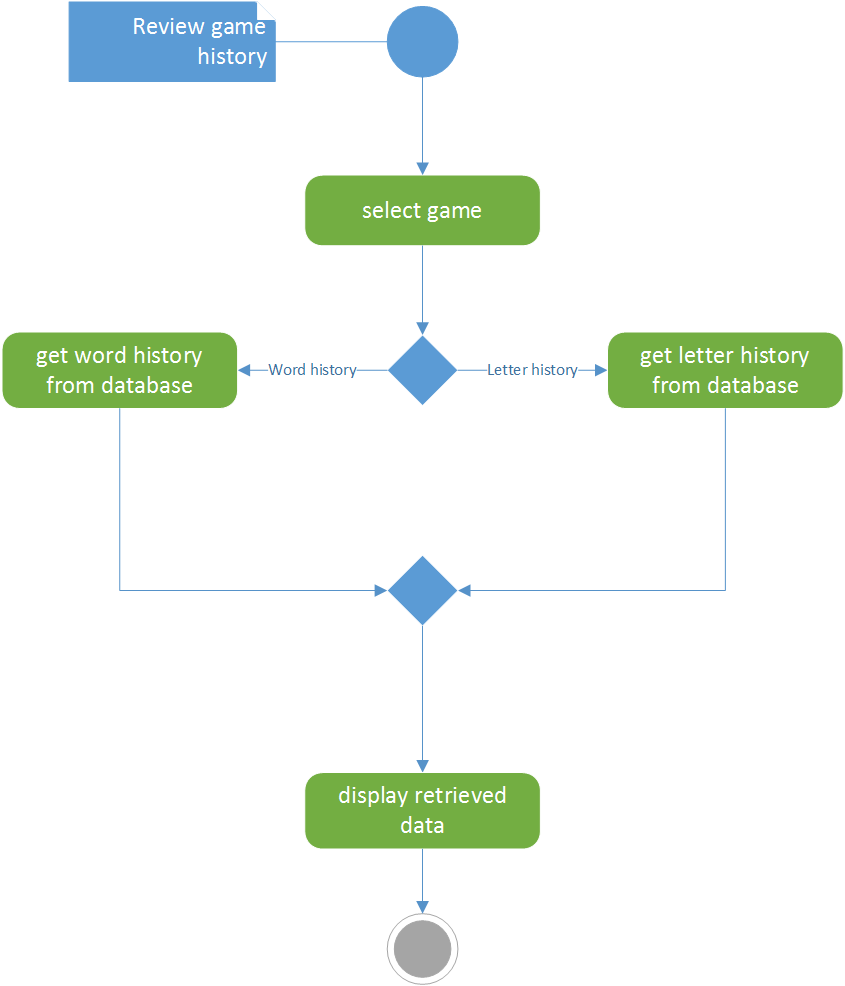 Review game
history
select game
get word history
from database
Word history
Letter history
get letter history
from database
display retrieved
data